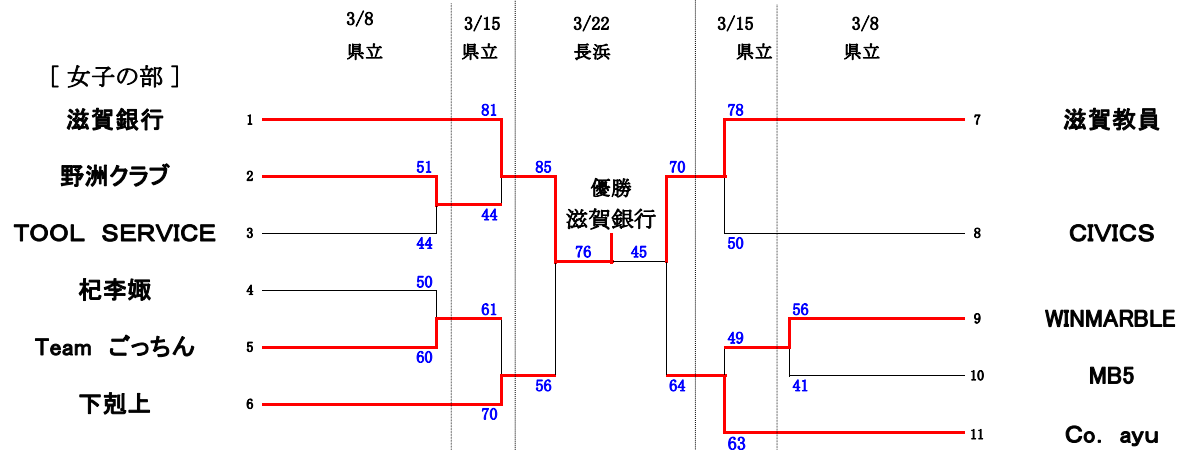 3/8 3/15 3/22 3/15 3/8
県立 県立 長浜 県立 県立
[ 女子の部 ]
滋賀銀行 1 81 78 7 滋賀教員
野洲クラブ 2 51 85 70
優勝
滋賀銀行
44
TOOL SERVICE 3 44 50 8 CIVICS
76 45
杞李娵 4 50
61 56 9 WINMARBLE
Team ごっちん 5 60 49
56 64 41 10 MB5
下剋上 6 70
63 11 Co. ayu